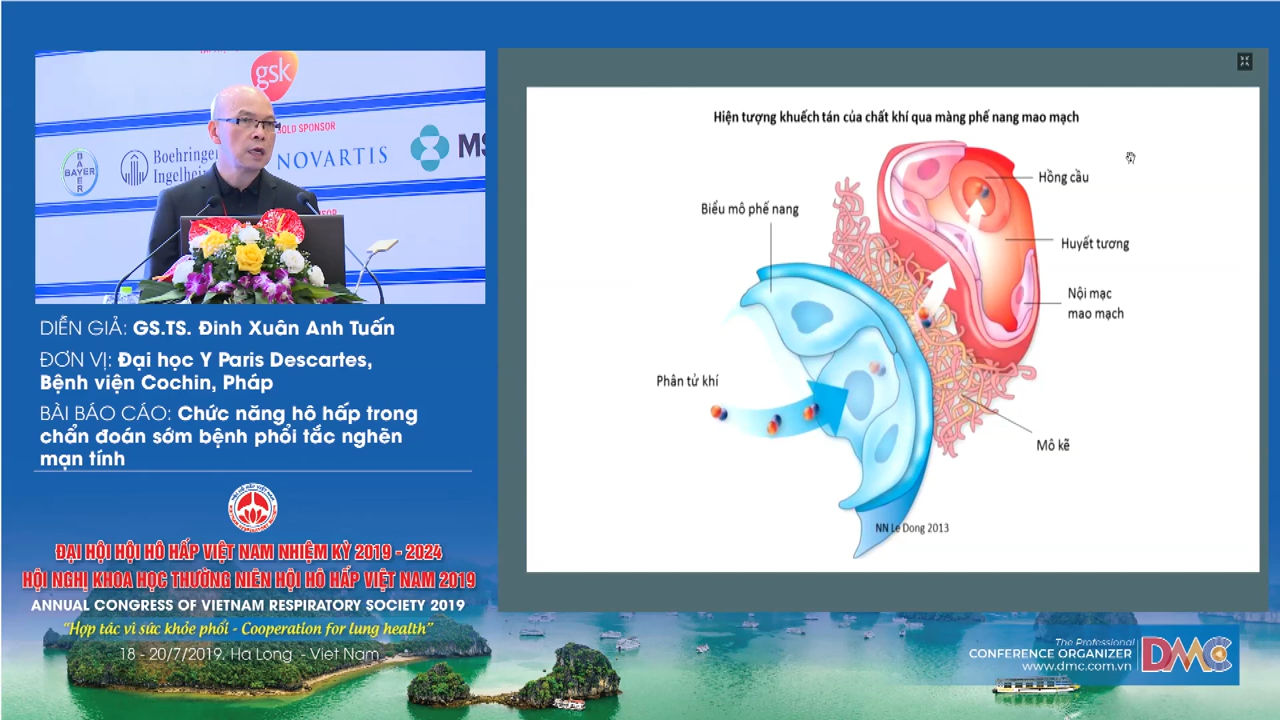 gsk
GOLD SPONSOR
BAYER
BAYER
Boehringer
Ingelheim
NOVARTIS
MS
DIỄN GIẢ: GS.TS. Đinh Xuân Anh Tuấn
ĐƠN VỊ: Đại học Y Paris Descartes,
Bệnh viện Cochin, Pháp
BÀI BÁO CÁO: Chức năng hô hấp trong
chẩn đoán sớm bệnh phổi tắc nghẽn
mạn tính
ĐẠI HỘI HỘI HÔ HẤP VIỆT NAM NHIỆM KỲ 2019 - 2024
HỘI NGHỊ KHOA HỌC THƯỜNG NIÊN HỘI HÔ HẤP VIỆT NAM 2019
ANNUAL CONGRESS OF VIETNAM RESPIRATORY SOCIETY 2019
“Hợp tác vì sức khỏe phổi - Cooperation for lung health”
18 - 20/7/2019. Ha Long - Viet Nam
Hiện tượng khuếch tán của chất khí qua màng phế nang mao mạch
Hồng cầu
Biểu mô phế nang
Huyết tương
Nội mạc
mao mạch
Phân tử khí
Mô kẽ
NN Le Dong 2013
The Professional
CONFERENCE ORGANIZER
www.dmc.com.vn
DMC